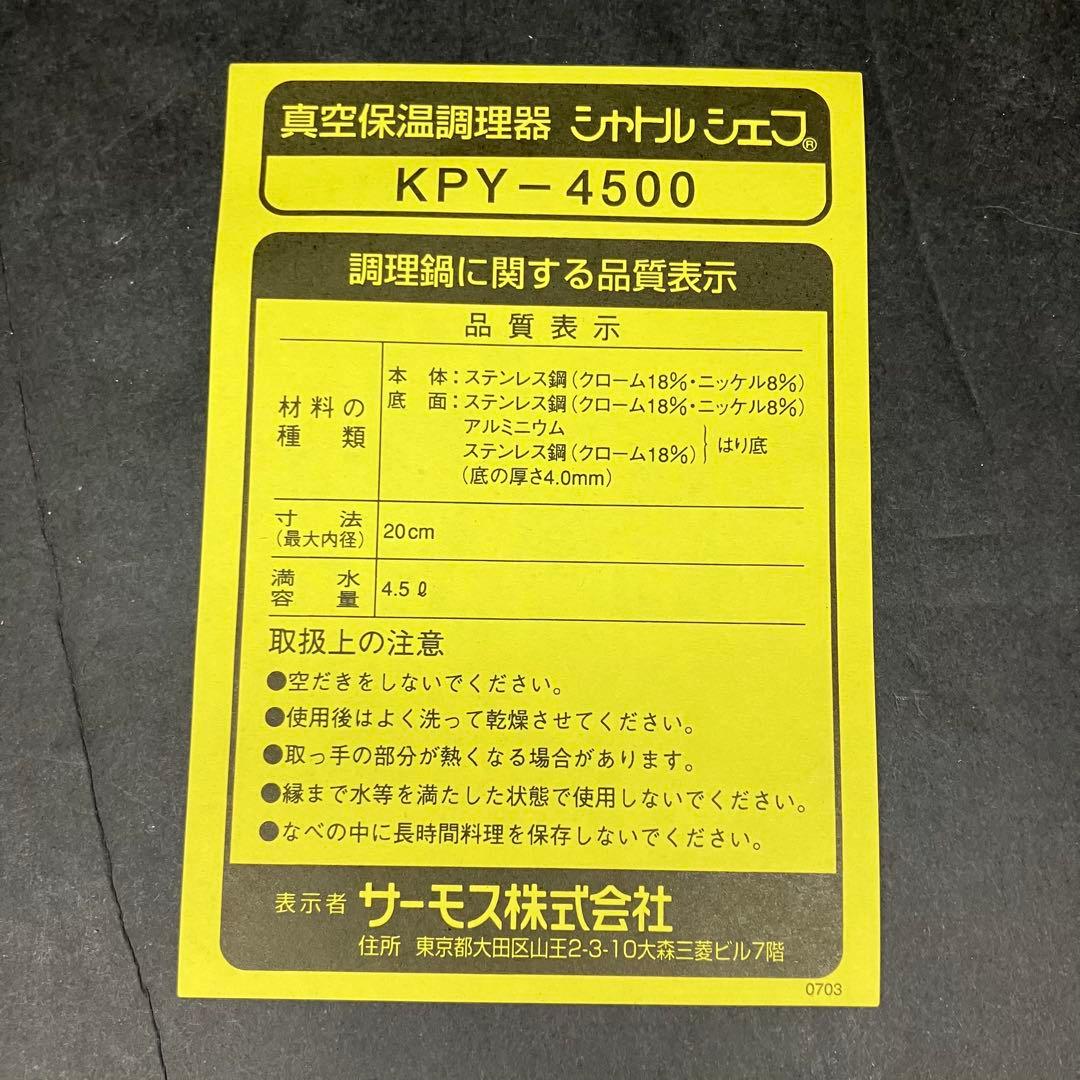 真空保温調理器 シャトルシェフ®
KPY－4500
調理鍋に関する品質表示
品質表示
材料の種類
本体：ステンレス鋼（クローム18％・ニッケル8％）
底面：ステンレス鋼（クローム18％・ニッケル8％）
アルミニウム
ステンレス鋼（クローム18％）
はり底
（底の厚さ4.0mm）
寸法
（最大内径）
20cm
満水
容量
4.5ℓ
取扱上の注意
●空だきをしないでください。
●使用後はよく洗って乾燥させてください。
●取っ手の部分が熱くなる場合があります。
●縁まで水等を満たした状態で使用しないでください。
●なべの中に長時間料理を保存しないでください。
表示者 サーモス株式会社
住所 東京都大田区山王2-3-10大森三菱ビル7階
0703